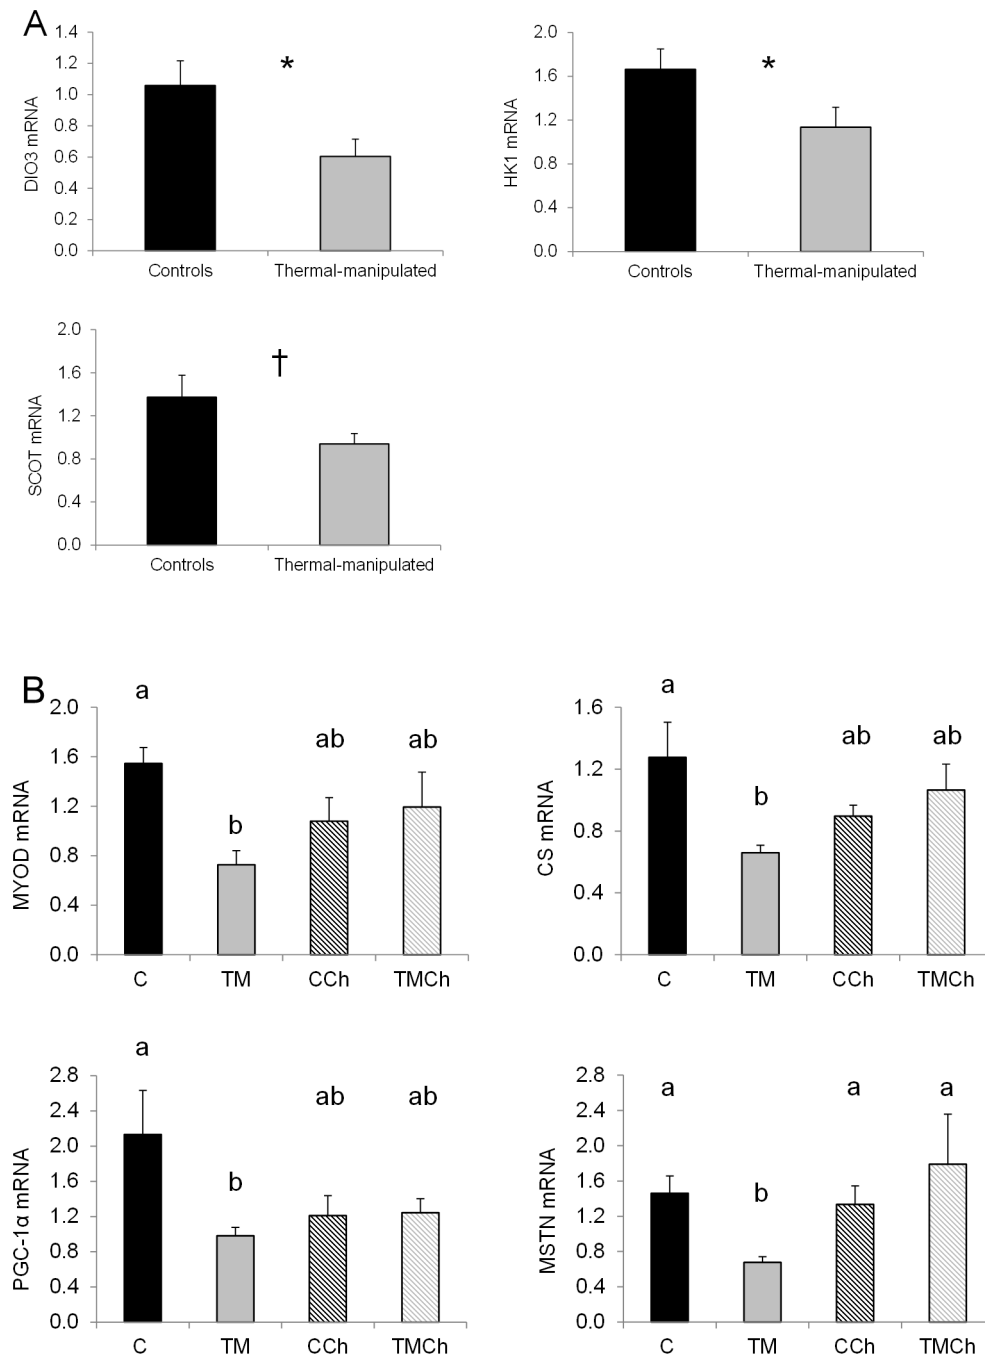 A
DIO3 mRNA
1.4
1.2
1.0
0.8
0.6
0.4
0.2
0.0
*
Controls Thermal-manipulated
HK1 mRNA
2.0
1.6
1.2
0.8
0.4
0.0
*
Controls Thermal-manipulated
SCOT mRNA
2.0
1.6
1.2
0.8
0.4
0.0
†
Controls Thermal-manipulated
B
MYOD mRNA
2.0
1.6
1.2
0.8
0.4
0.0
a b ab ab
C TM CCh TMCh
CS mRNA
1.6
1.2
0.8
0.4
0.0
a b ab ab
C TM CCh TMCh
PGC-1α mRNA
2.8
2.4
2.0
1.6
1.2
0.8
0.4
0.0
a b ab ab
C TM CCh TMCh
MSTN mRNA
2.8
2.4
2.0
1.6
1.2
0.8
0.4
0.0
a b a a
C TM CCh TMCh